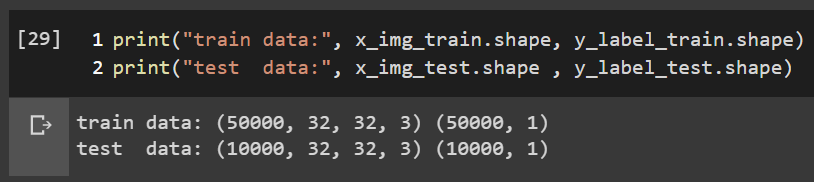 [29] 1 print("train data:", x_img_train.shape, y_label_train.shape)
2 print("test  data:", x_img_test.shape , y_label_test.shape)
train data: (50000, 32, 32, 3) (50000, 1)
test  data: (10000, 32, 32, 3) (10000, 1)